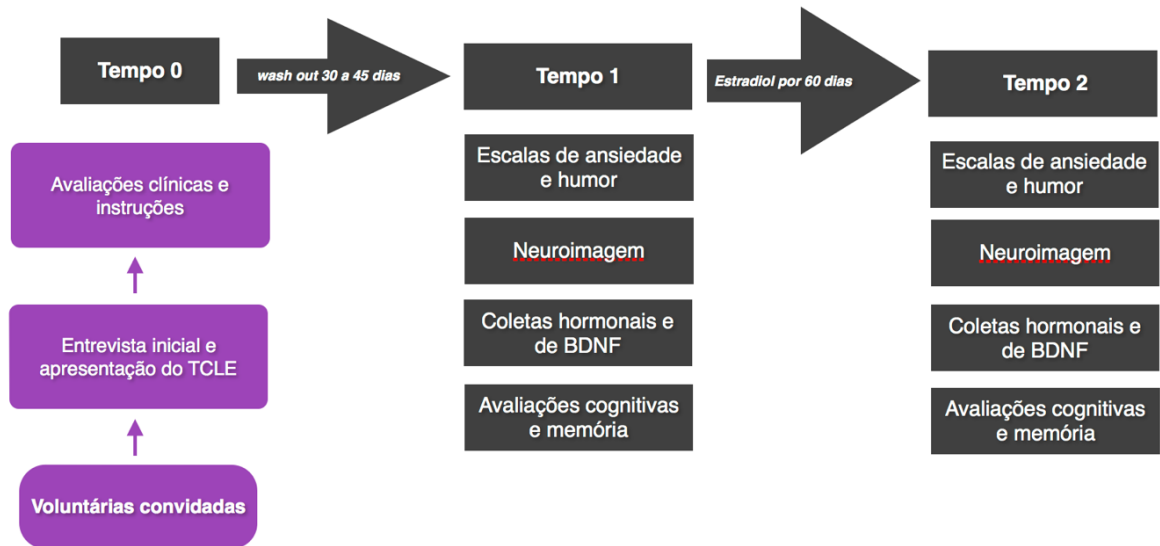 Tempo 0
wash out 30 a 45 dias
Tempo 1
Estradiol por 60 dias
Tempo 2
Avaliações clínicas e
instruções
Entrevista inicial e
apresentação do TCLE
Voluntárias convidadas
Escalas de ansiedade
e humor
Neuroimagem
Coletas hormonais e
de BDNF
Avaliações cognitivas
e memória
Escalas de ansiedade
e humor
Neuroimagem
Coletas hormonais e
de BDNF
Avaliações cognitivas
e memória